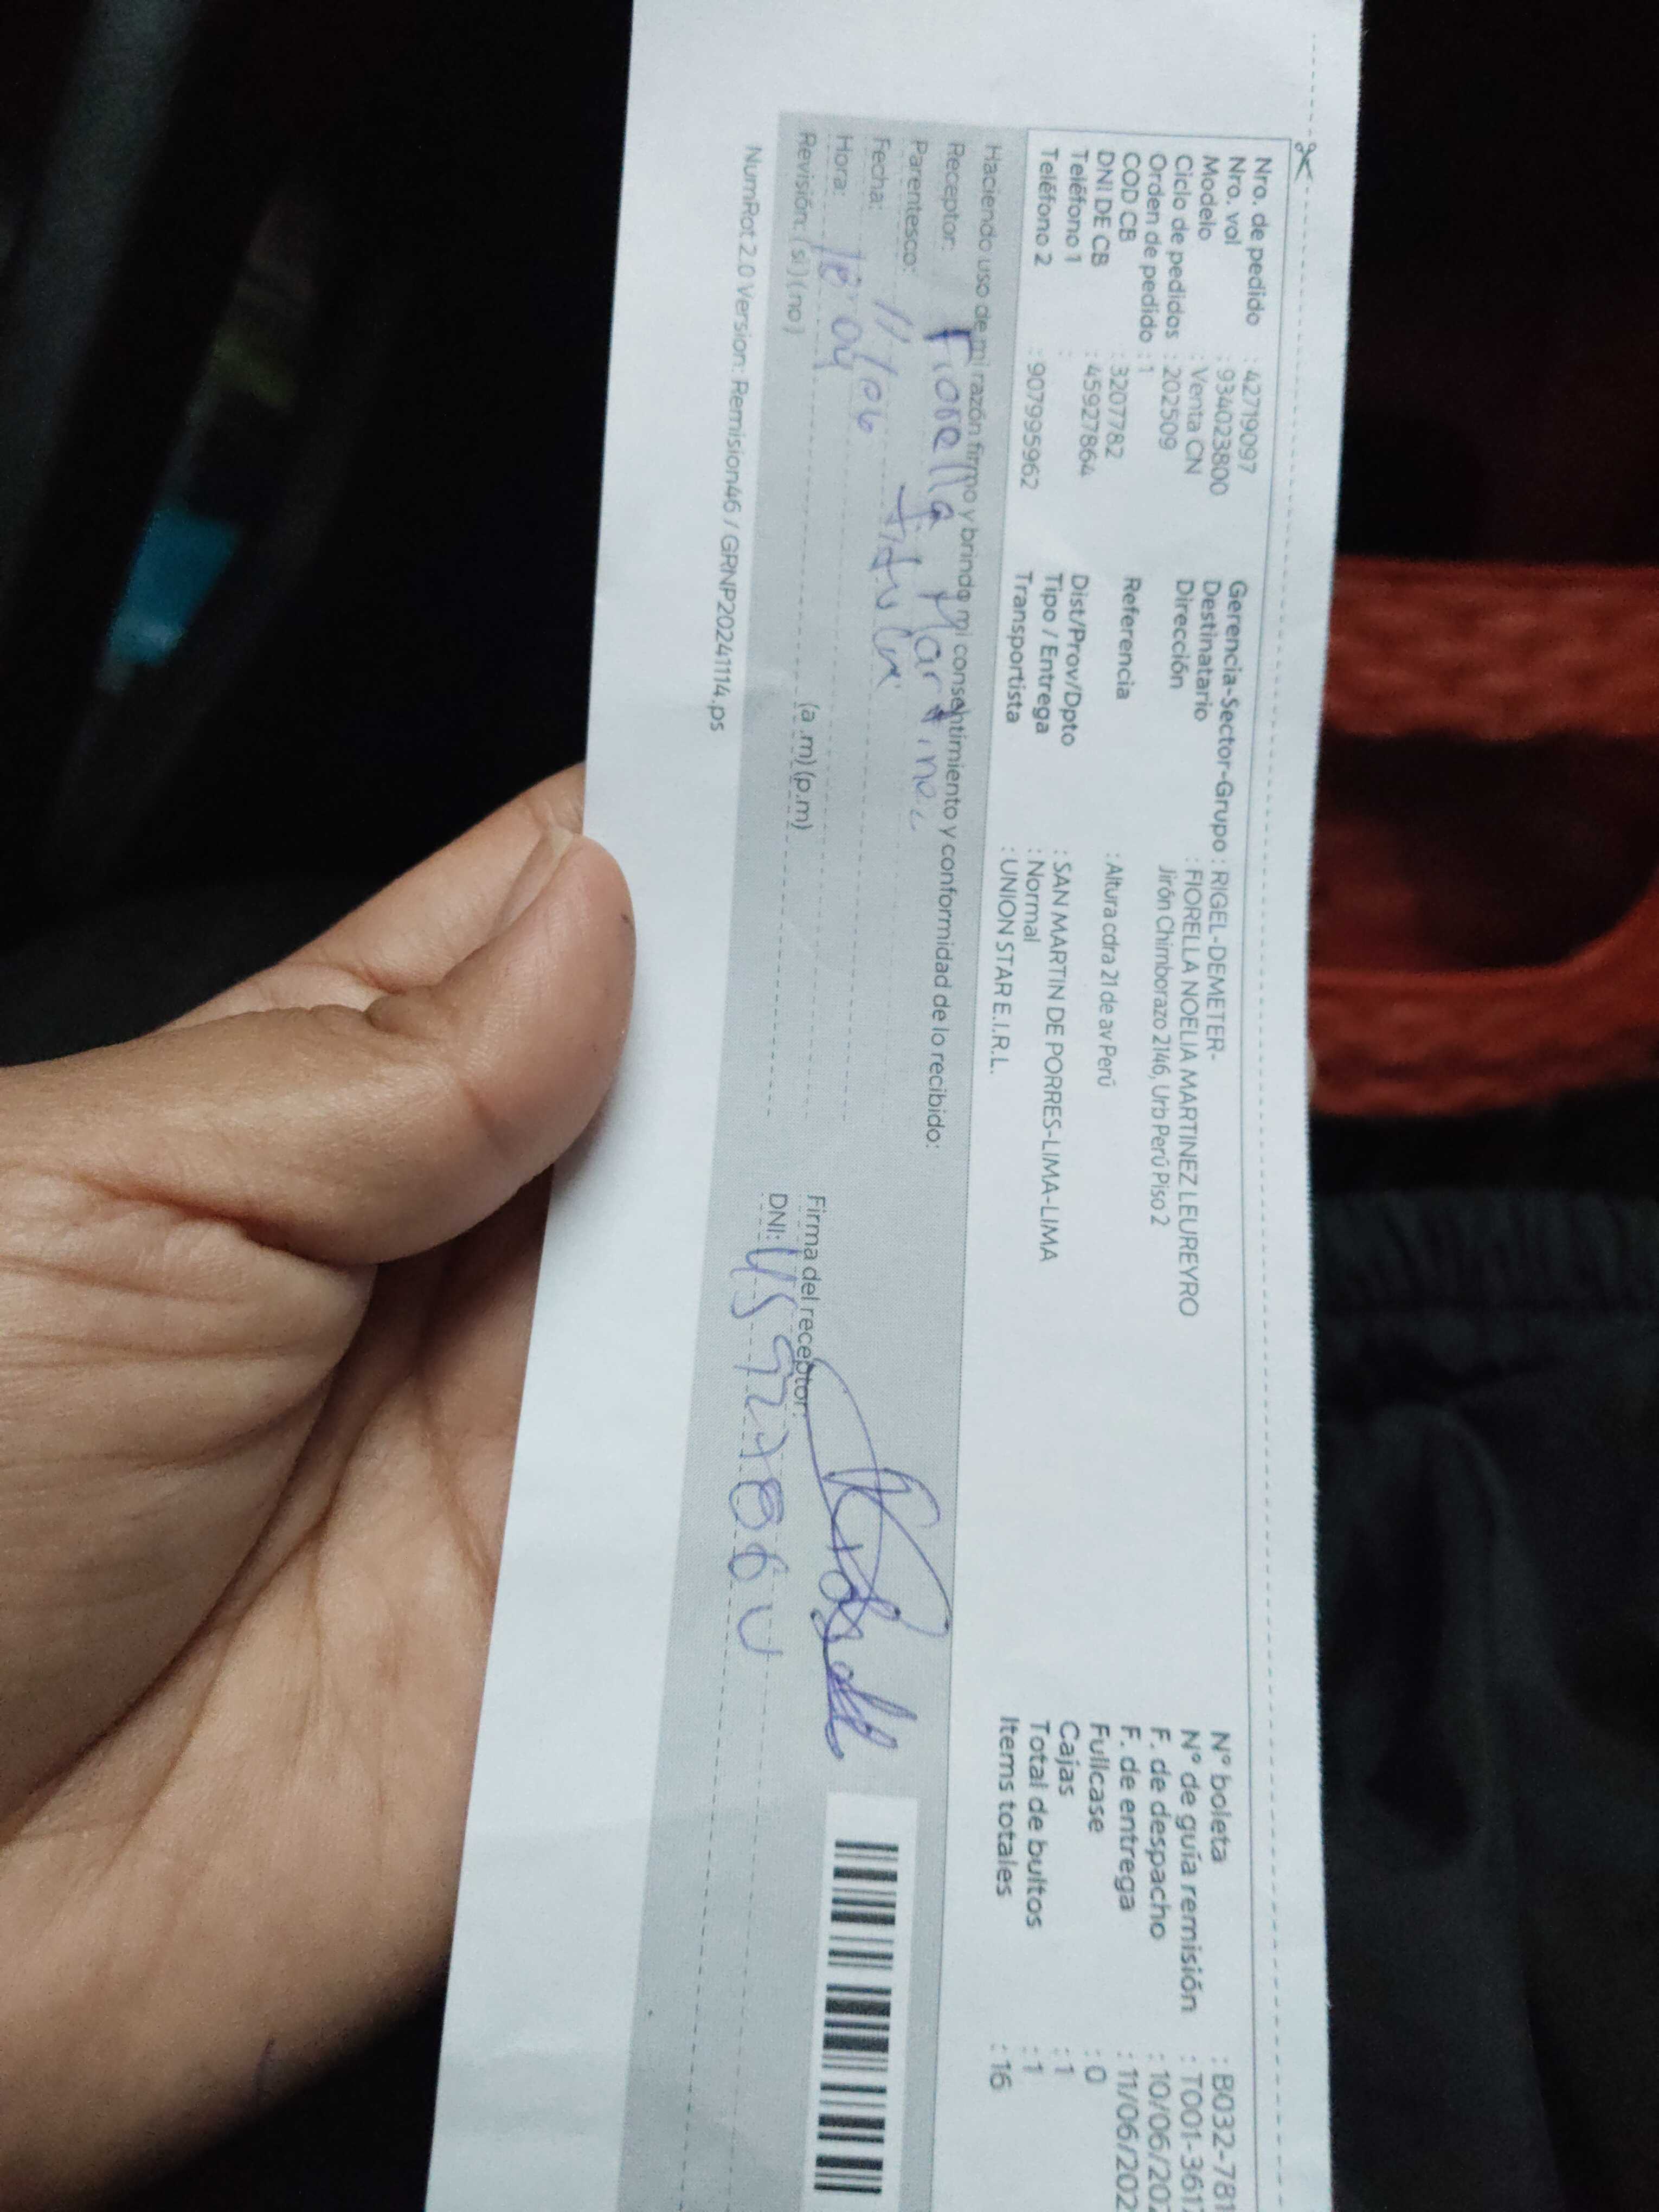 Nro. de pedido : 42719097
Nro. vol : 934023800
Modelo : Venta CN
Ciclo de pedidos : 202509
Orden de pedido : 1
COD CB : 3207782
DNI DE CB : 45927864
Teléfono 1 :
Teléfono 2 : 907995962
Gerencia-Sector-Grupo : RIGEL-DEMETER-
Destinatario : FIORELLA NOELIA MARTINEZ LEUREYRO
Dirección Jirón Chimborazo 2146, Urb Perú Piso 2
Referencia : Altura cdra 21 de av Perú
Dist/Prov/Dpto : SAN MARTIN DE PORRES-LIMA-LIMA
Tipo / Entrega : Normal
Transportista : UNION STAR E.I.R.L.
N° boleta : B032-781
N° de guía remisión : T001-361
F. de despacho : 10/06/202
F. de entrega : 11/06/202
Fullcase : 0
Cajas : 1
Total de bultos : 1
Items totales : 16
Haciendo uso de mi razón firmo y brindo mi consentimiento y conformidad de lo recibido:
Receptor: Fiorella Martinez
Parentesco: titular
Fecha: 11/06
Hora: 18:04 (a.m) (p.m)
Revisión: (si) (no)
Firma del receptor:
DNI: 45927864
NumRot 2.0 Version: Remision46 / GRNP20241114.ps